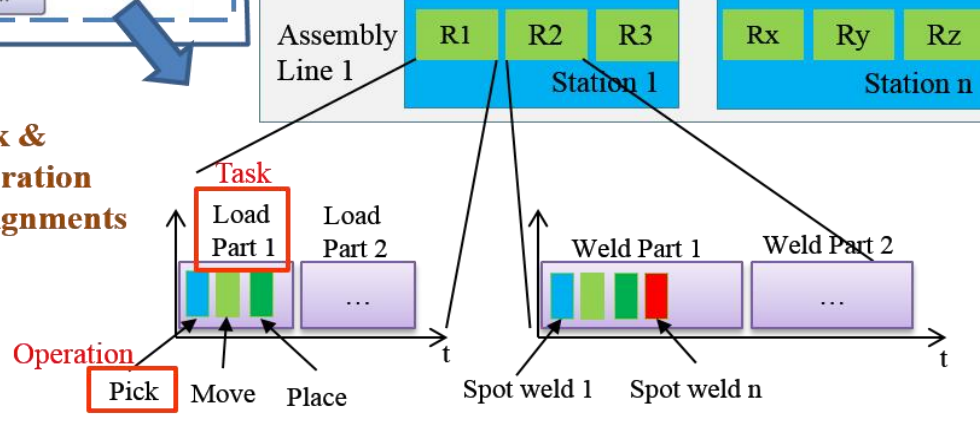 Assembly
Line 1
R1
R2
R3
Station 1
Rx
Ry
Rz
Station n
&
Task
Load
Part 1
Load
Part 2
...
t
Operation
Pick
Move
Place
Weld Part 1
Weld Part 2
...
t
Spot weld 1
Spot weld n